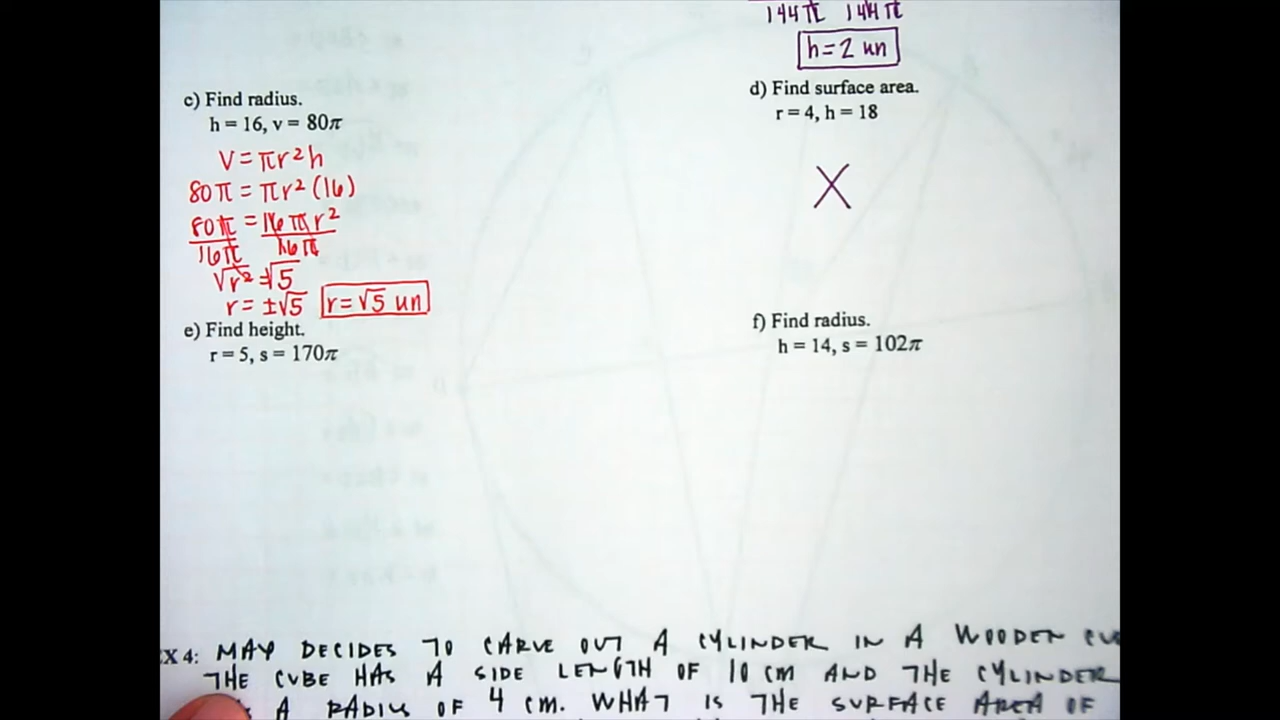 144π 144π
h = 2 un
c) Find radius.
h = 16, v = 80π
V = πr²h
80π = πr² (16)
80π = 16πr²
16π 16π
√r² = √5
r = ±√5 r = √5 un
d) Find surface area.
r = 4, h = 18
X
e) Find height.
r = 5, s = 170π
f) Find radius.
h = 14, s = 102π
EX 4: MAY DECIDES TO CARVE OUT A CYLINDER IN A WOODEN
THE CUBE HAS A SIDE LENGTH OF 10 CM AND THE CYLINDER
A RADIUS OF 4 CM. WHAT IS THE SURFACE AREA OF